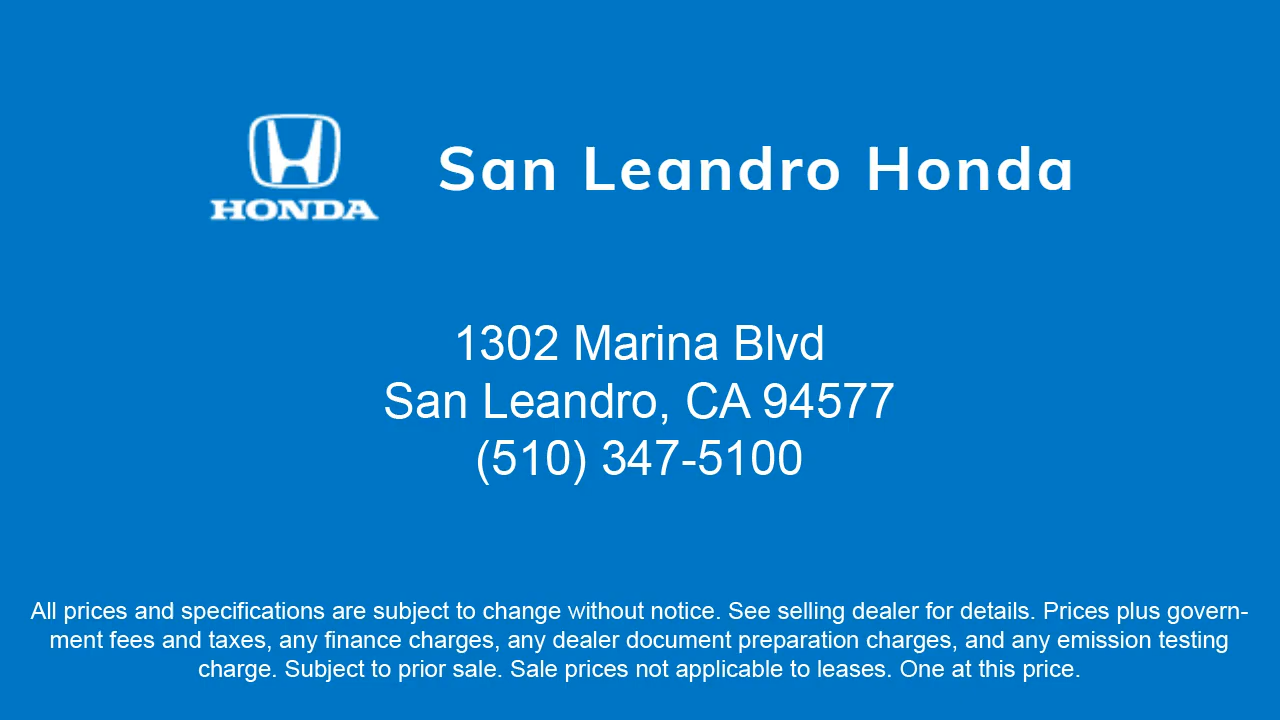 HONDA
San Leandro Honda
1302 Marina Blvd
San Leandro, CA 94577
(510) 347-5100
All prices and specifications are subject to change without notice. See selling dealer for details. Prices plus govern-
ment fees and taxes, any finance charges, any dealer document preparation charges, and any emission testing
charge. Subject to prior sale. Sale prices not applicable to leases. One at this price.